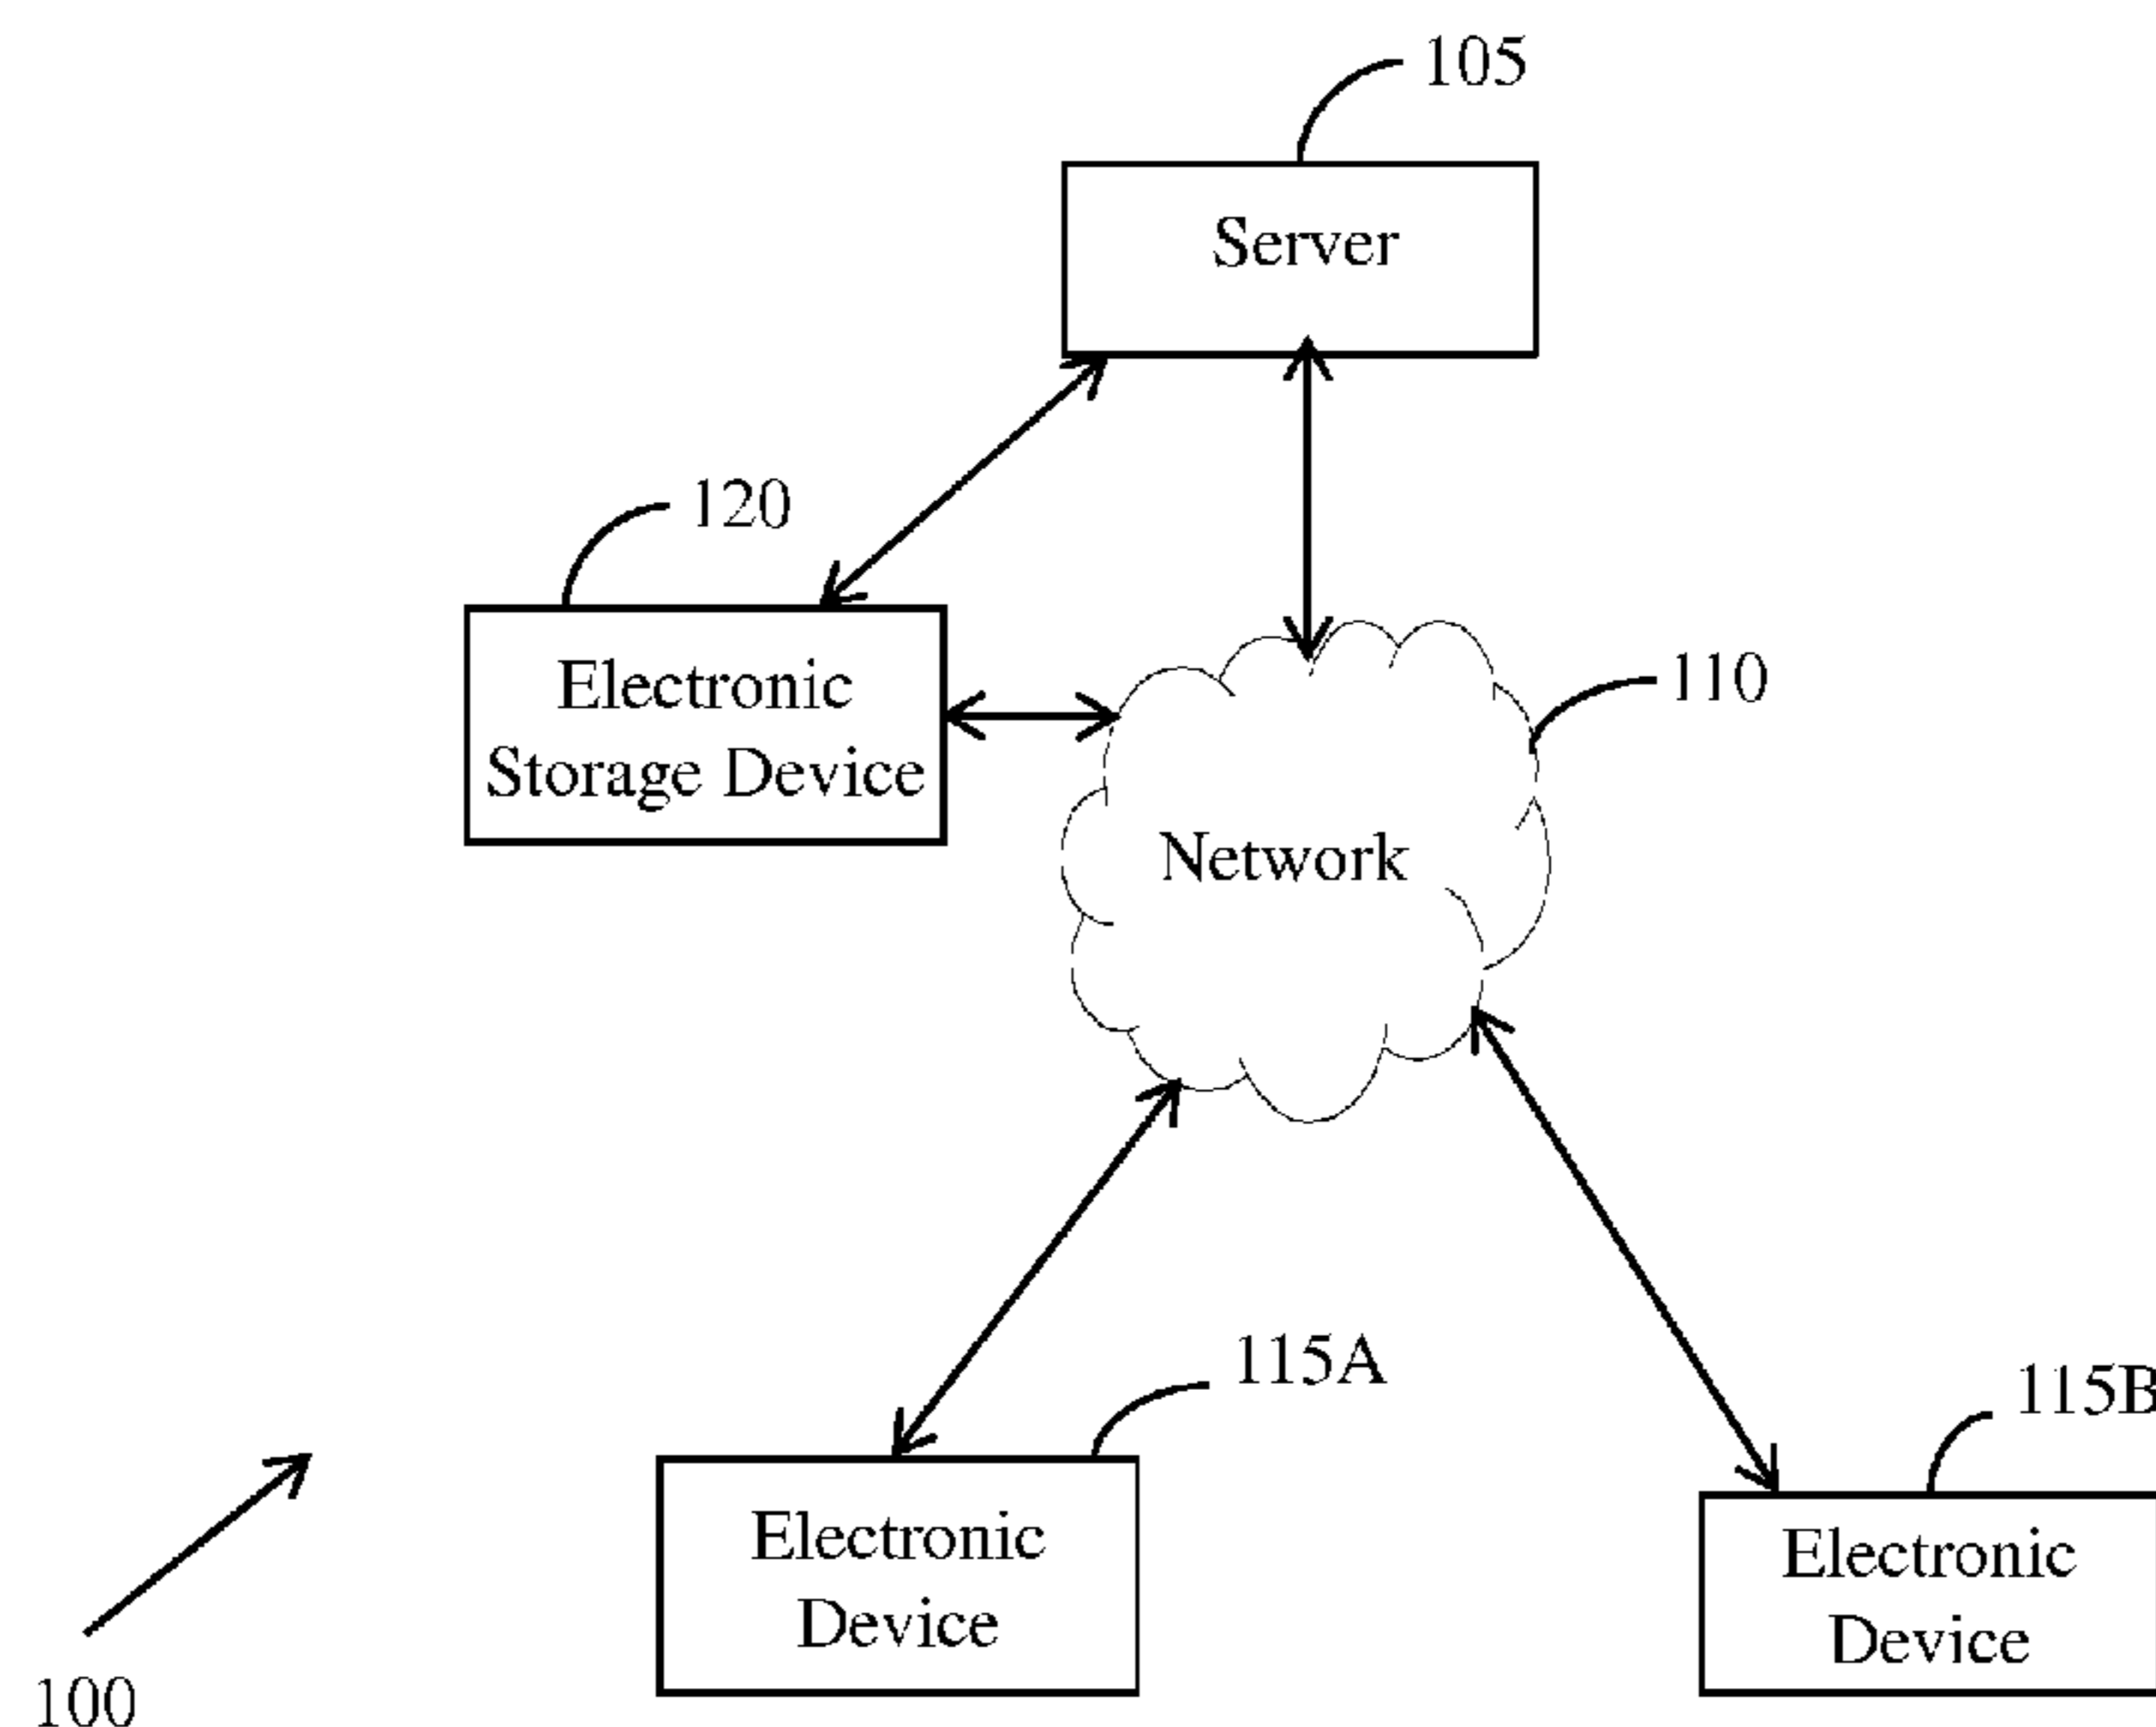 105
Server
120
Electronic
Storage Device
110
Network
115A
115B
Electronic
Device
Electronic
Device
100